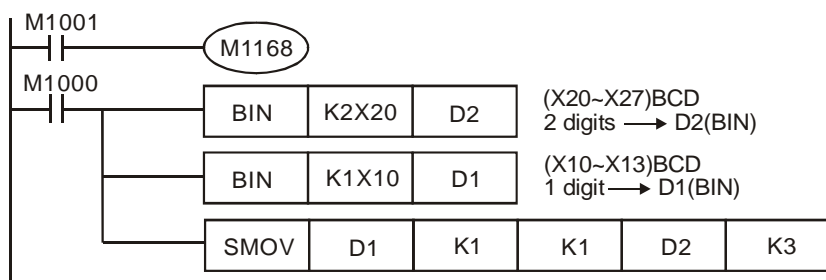 M1001
M1168
M1000
BIN K2X20 D2
(X20~X27)BCD
2 digits → D2(BIN)
BIN K1X10 D1
(X10~X13)BCD
1 digit → D1(BIN)
SMOV D1 K1 K1 D2 K3